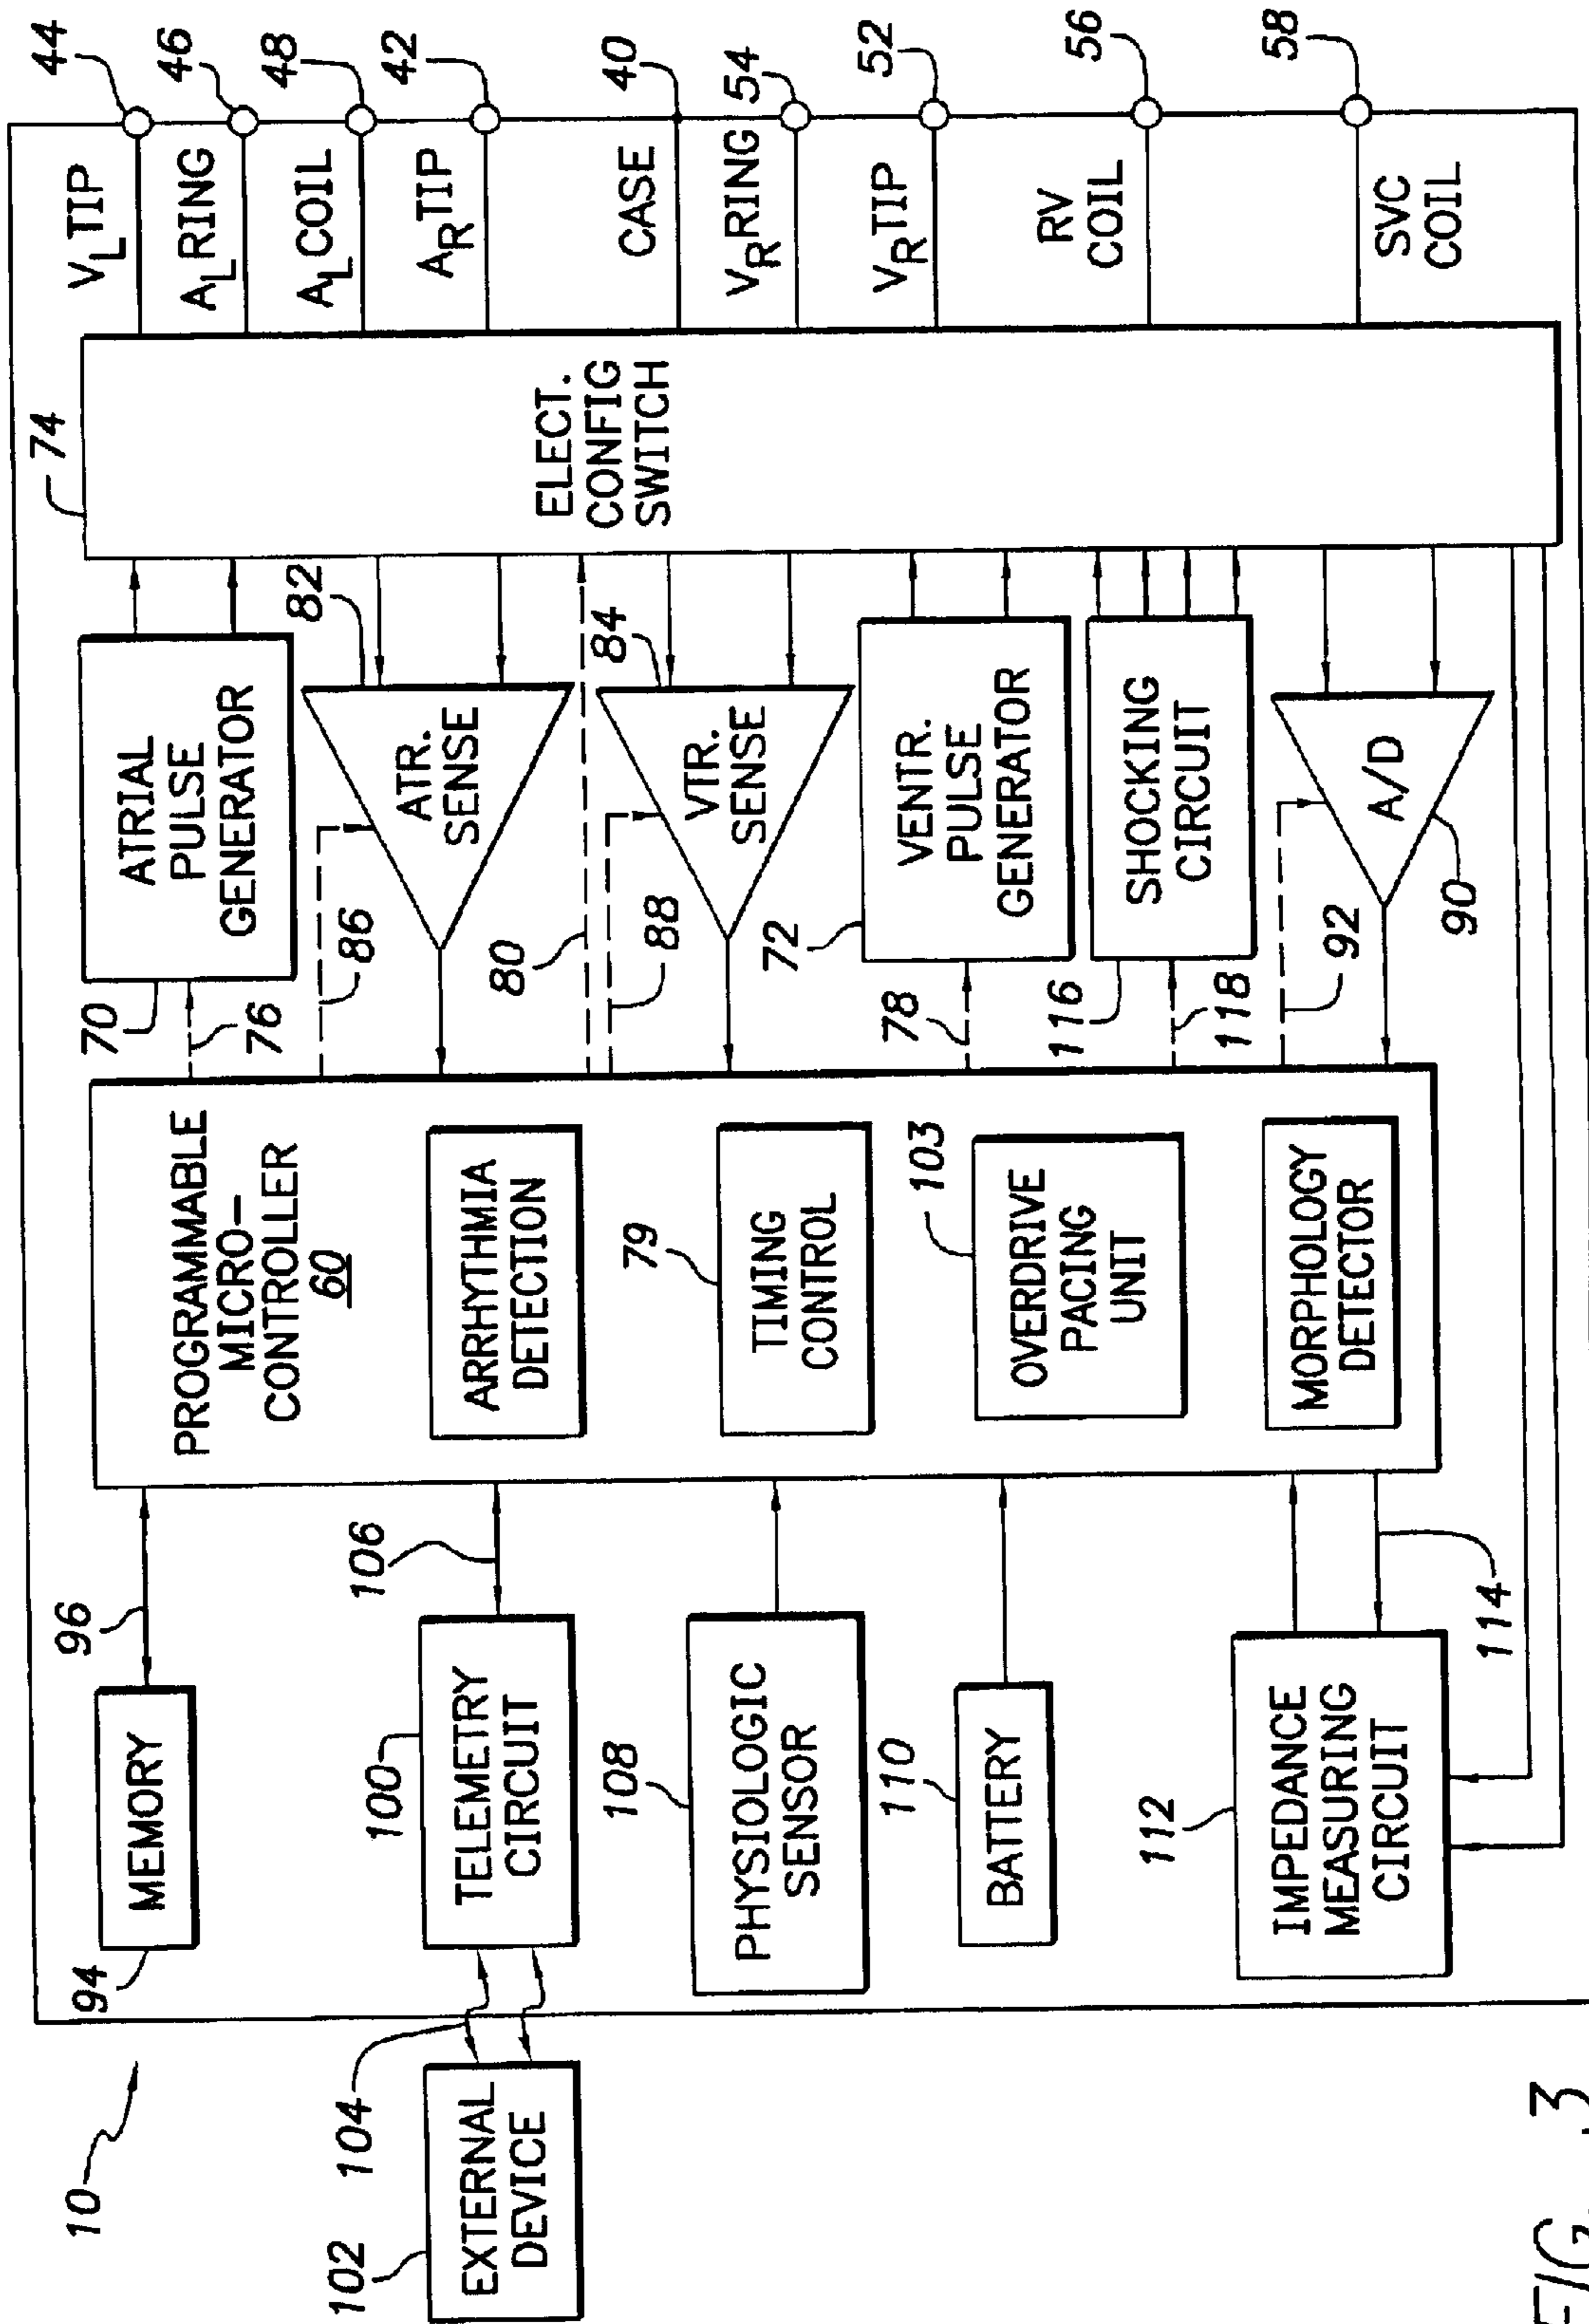 10
44
V_L TIP
46
A_L RING
48
A_L COIL
42
A_R TIP
40
CASE
54
V_R RING
52
V_R TIP
56
RV
COIL
58
SVC
COIL
74
ELECT.
CONFIG
SWITCH
70
ATRIAL
PULSE
GENERATOR
76
82
ATR.
SENSE
86
80
84
VTR.
SENSE
88
72
VENTR.
PULSE
GENERATOR
78
116
SHOCKING
CIRCUIT
118
A/D
90
92
PROGRAMMABLE
MICRO-
CONTROLLER
60
ARRHYTHMIA
DETECTION
79
TIMING
CONTROL
103
OVERDRIVE
PACING
UNIT
MORPHOLOGY
DETECTOR
96
MEMORY
94
106
100
TELEMETRY
CIRCUIT
104
102
EXTERNAL
DEVICE
108
PHYSIOLOGIC
SENSOR
110
BATTERY
112
IMPEDANCE
MEASURING
CIRCUIT
114
FIG. 3